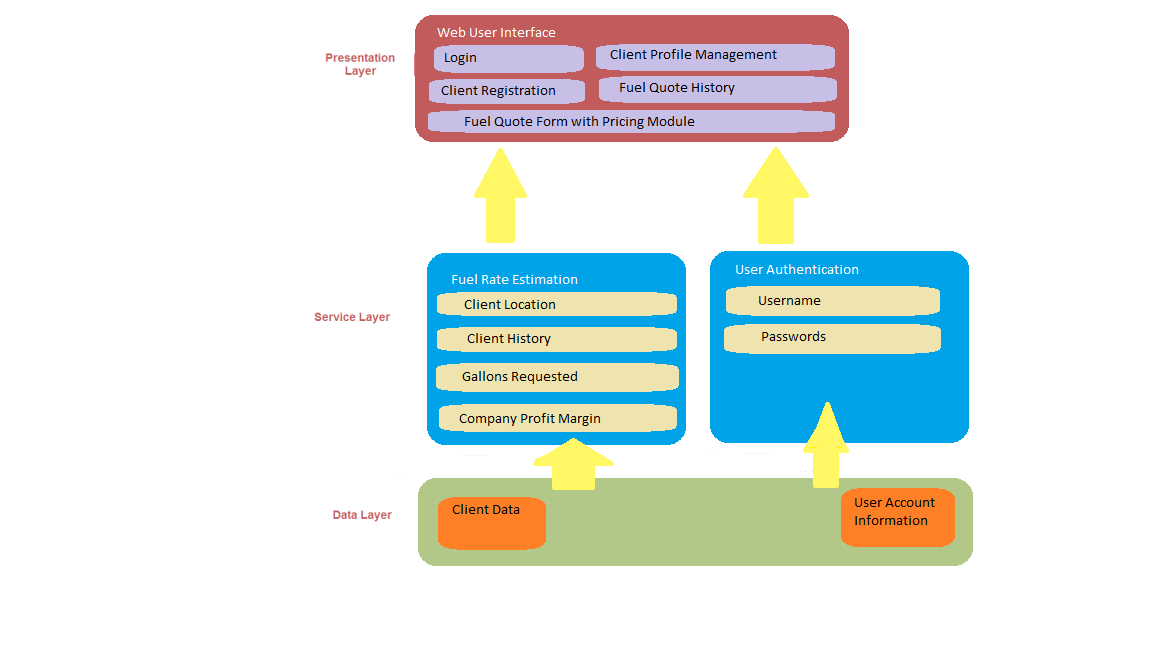 Web User Interface
Login
Client Profile Management
Presentation
Layer
Client Registration
Fuel Quote History
Fuel Quote Form with Pricing Module
User Authentication
Fuel Rate Estimation
Client Location
Username
Service Layer
Client History
Passwords
Gallons Requested
Company Profit Margin
Data Layer
Client Data
User Account
Information